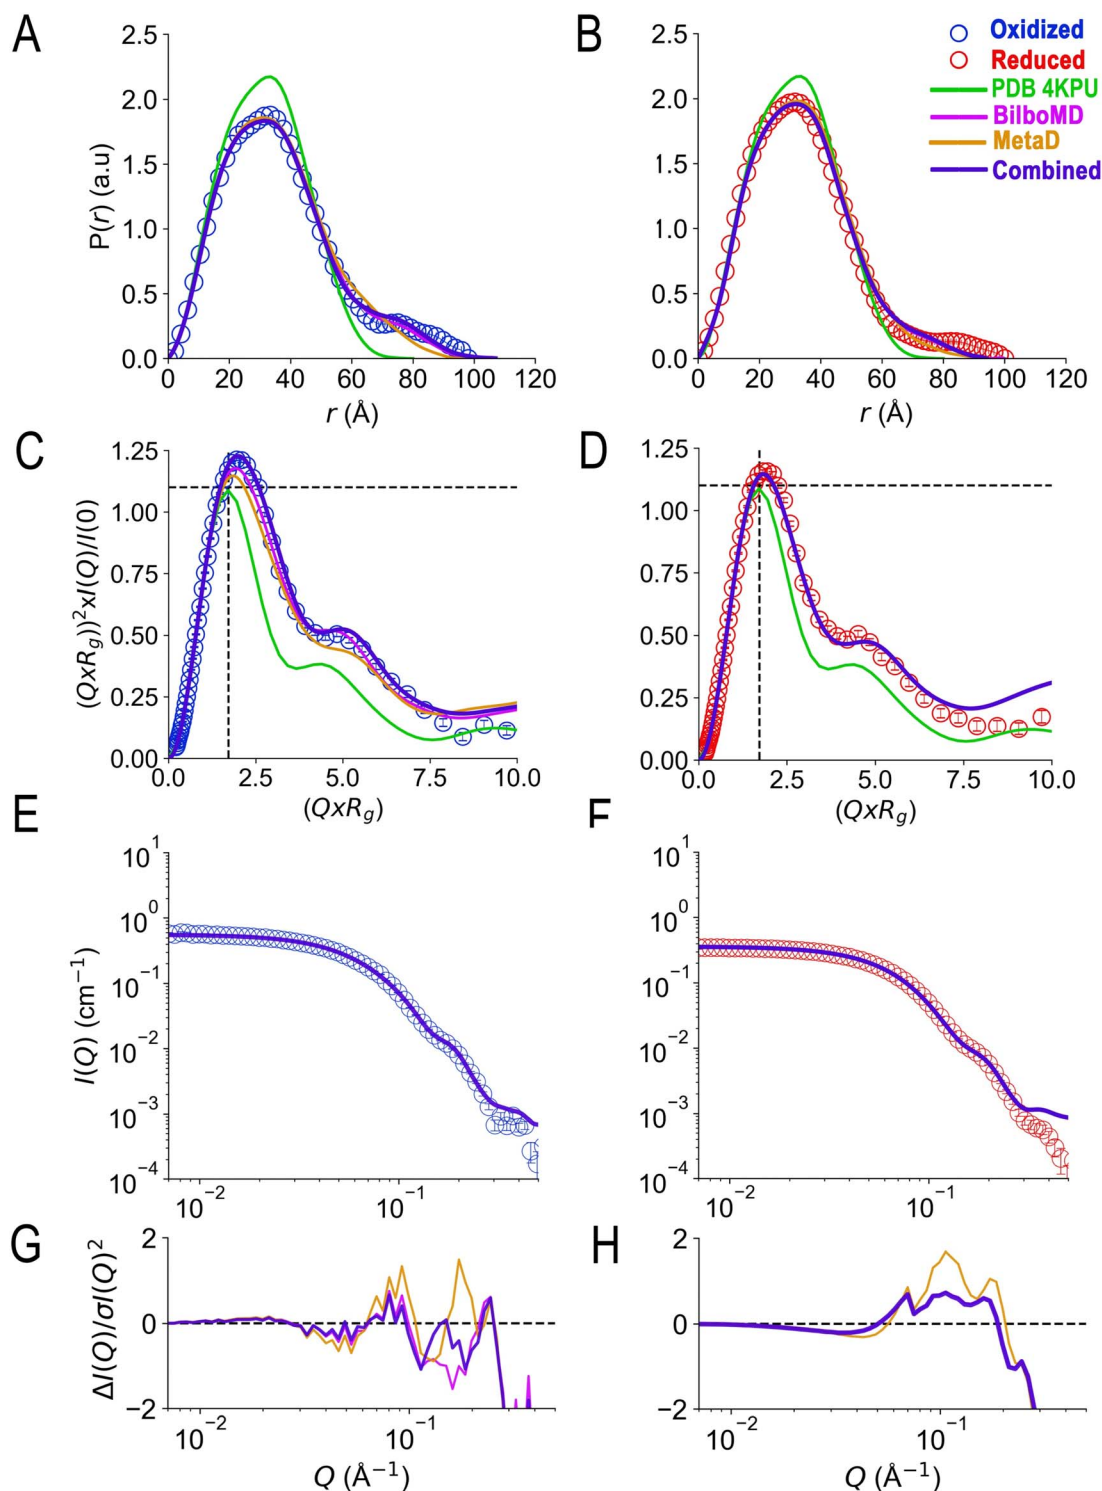 A
2.5
2.0
1.5
1.0
0.5
0.0
P(r) (a.u)
0 20 40 60 80 100 120
r (Å)
B
2.5
2.0
1.5
1.0
0.5
0.0
0 20 40 60 80 100 120
r (Å)
Oxidized
Reduced
PDB 4KPU
BilboMD
MetaD
Combined
C
1.25
1.00
0.75
0.50
0.25
0.00
(QxRg))²xI(Q)/I(0)
0 2.5 5.0 7.5 10.0
(QxRg)
D
1.25
1.00
0.75
0.50
0.25
0.00
0 2.5 5.0 7.5 10.0
(QxRg)
E
10¹
10⁰
10⁻¹
10⁻²
10⁻³
10⁻⁴
I(Q) (cm⁻¹)
10⁻² 10⁻¹
F
10¹
10⁰
10⁻¹
10⁻²
10⁻³
10⁻⁴
10⁻² 10⁻¹
G
2
0
−2
ΔI(Q)/σI(Q)²
10⁻² 10⁻¹
Q (Å⁻¹)
H
2
0
−2
10⁻² 10⁻¹
Q (Å⁻¹)